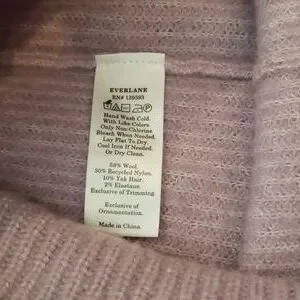 EVERLANE
RN# 139393
Hand Wash Cold.
With Like Colors.
Only Non-Chlorine
Bleach When Needed.
Lay Flat To Dry.
Cool Iron If Needed.
Or Dry Clean.
58% Wool.
30% Recycled Nylon.
10% Yak Hair.
2% Elastane
Exclusive of Trimming
Exclusive of
Ornamentation.
Made in China.